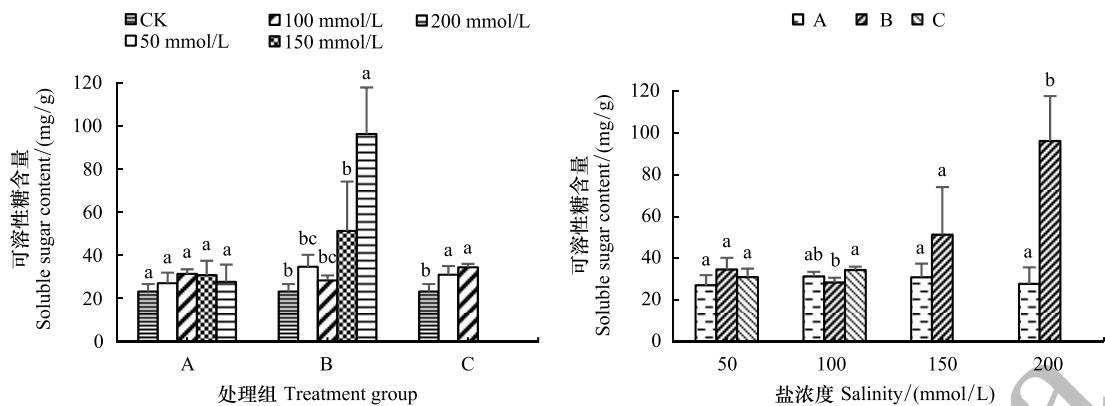 CK 100 mmol/L 200 mmol/L
50 mmol/L 150 mmol/L
可溶性糖含量
Soluble sugar content/(mg/g)
120
100
80
60
40
20
0
a a a a a
b bc bc b a
b a a
A B C
处理组 Treatment group
A B C
可溶性糖含量
Soluble sugar content/(mg/g)
120
100
80
60
40
20
0
a a a
ab b a
a a
a b
50 100 150 200
盐浓度 Salinity/(mmol/L)